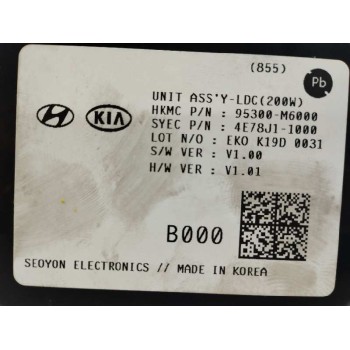 (855)
Pb
UNIT ASS'Y-LDC(200W)
HKMC P/N : 95300-M6000
SYEC P/N : 4E78J1-1000
LOT N/O : EKO K19D 0031
S/W VER : V1.00
H/W VER : V1.01
KIA
B000
SEOYON ELECTRONICS // MADE IN KOREA